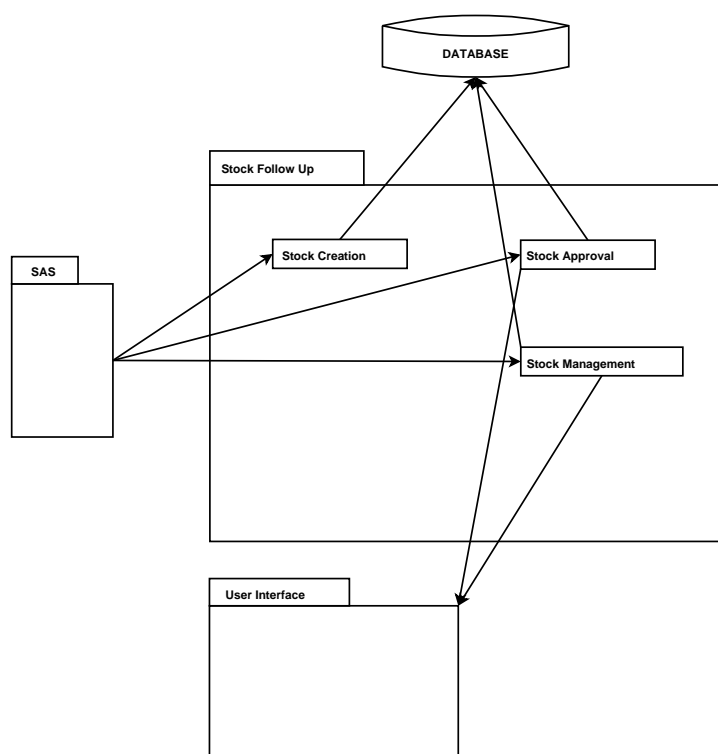 DATABASE
Stock Follow Up
Stock Creation
Stock Approval
SAS
Stock Management
User Interface